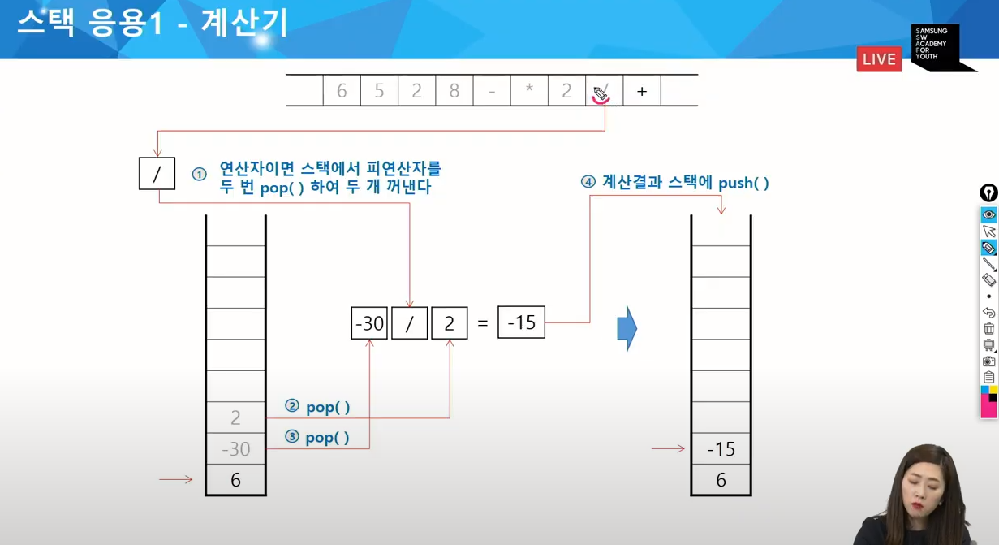 스택 응용1 - 계산기
SAMSUNG
SW
ACADEMY
FOR
YOUTH
LIVE
6 5 2 8 - * 2 / +
/
① 연산자이면 스택에서 피연산자를
두 번 pop( ) 하여 두 개 꺼낸다
④ 계산결과 스택에 push( )
-30 / 2 = -15
② pop( )
2
③ pop( )
-30
6
-15
6